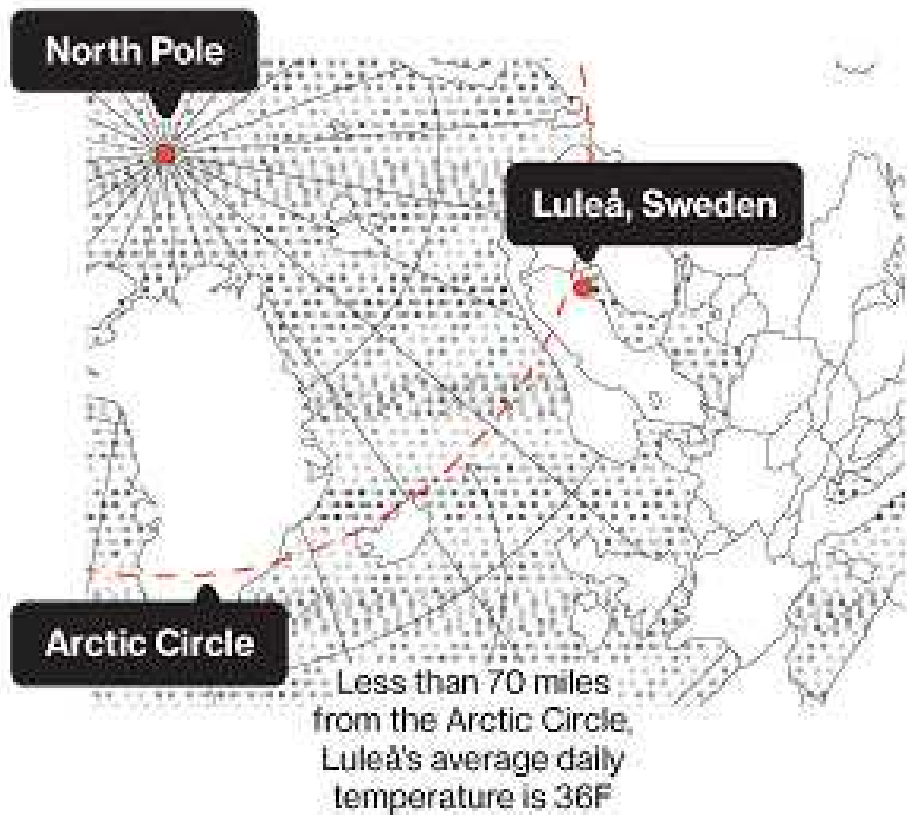 North Pole
Luleå, Sweden
Arctic Circle
Less than 70 miles
from the Arctic Circle,
Luleå's average daily
temperature is 36F